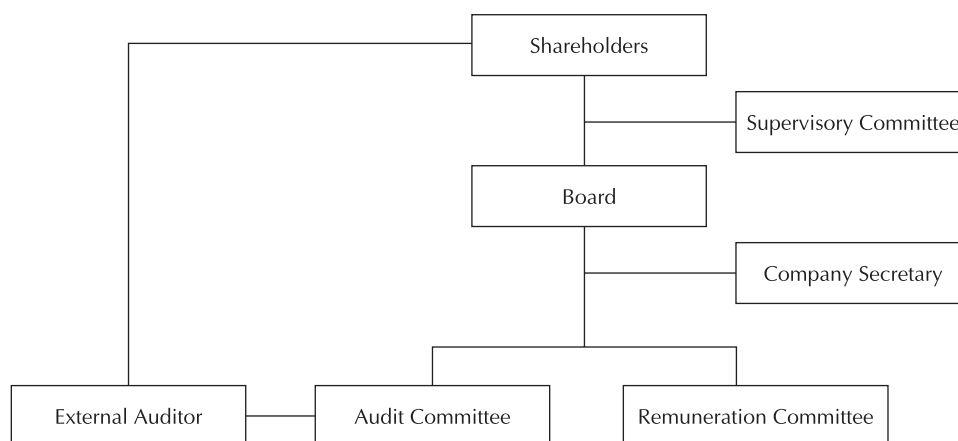 Shareholders
Supervisory Committee
Board
Company Secretary
External Auditor
Audit Committee
Remuneration Committee